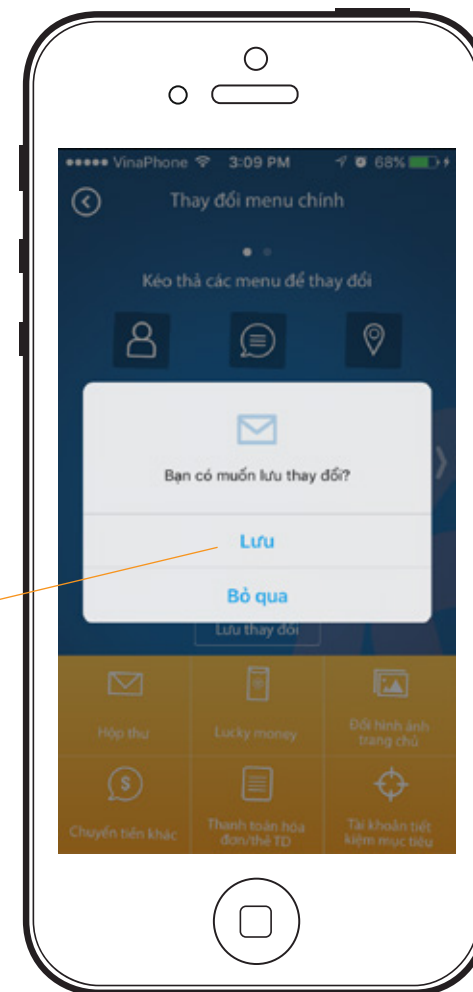 VinaPhone 3:09 PM 68%
Thay đổi menu chính
Kéo thả các menu để thay đổi
Bạn có muốn lưu thay đổi?
Lưu
Bỏ qua
Lưu thay đổi
Hộp thư
Lucky money
Đổi hình ảnh
trang chủ
Chuyển tiền khác
Thanh toán hóa
đơn/thẻ TD
Tài khoản tiết
kiệm mục tiêu